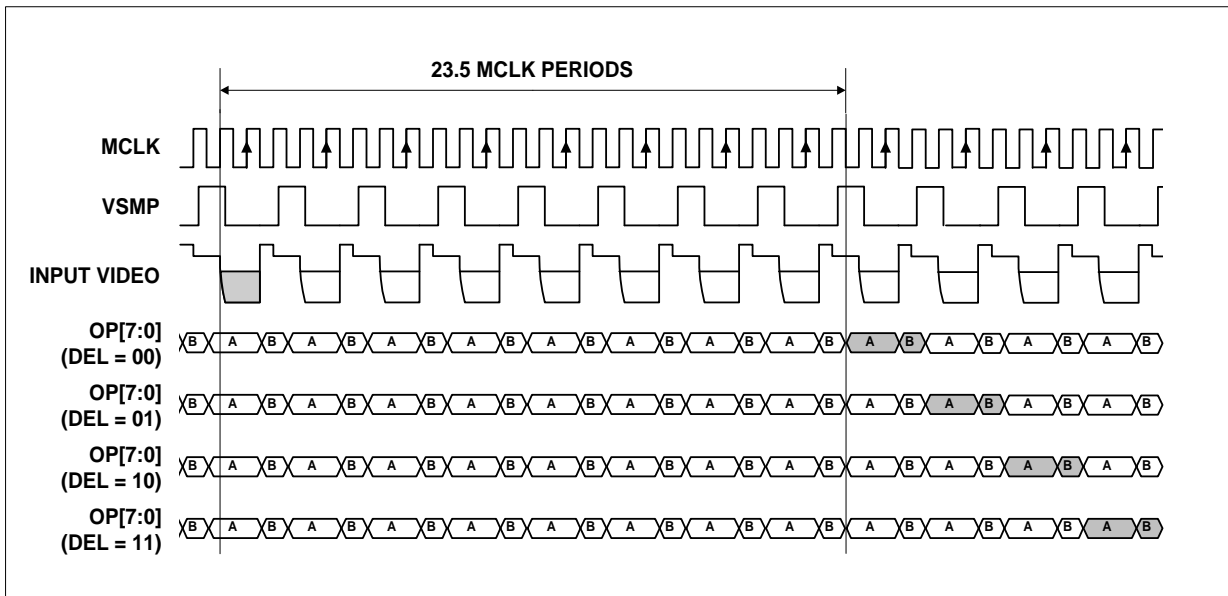 23.5 MCLK PERIODS
MCLK
VSMP
INPUT VIDEO
OP[7:0]
(DEL = 00)
B A B A B A B A B A B A B A B A B A B A B A B A B
OP[7:0]
(DEL = 01)
B A B A B A B A B A B A B A B A B A B A B A B A B
OP[7:0]
(DEL = 10)
B A B A B A B A B A B A B A B A B A B A B A B A B
OP[7:0]
(DEL = 11)
B A B A B A B A B A B A B A B A B A B A B A B A B